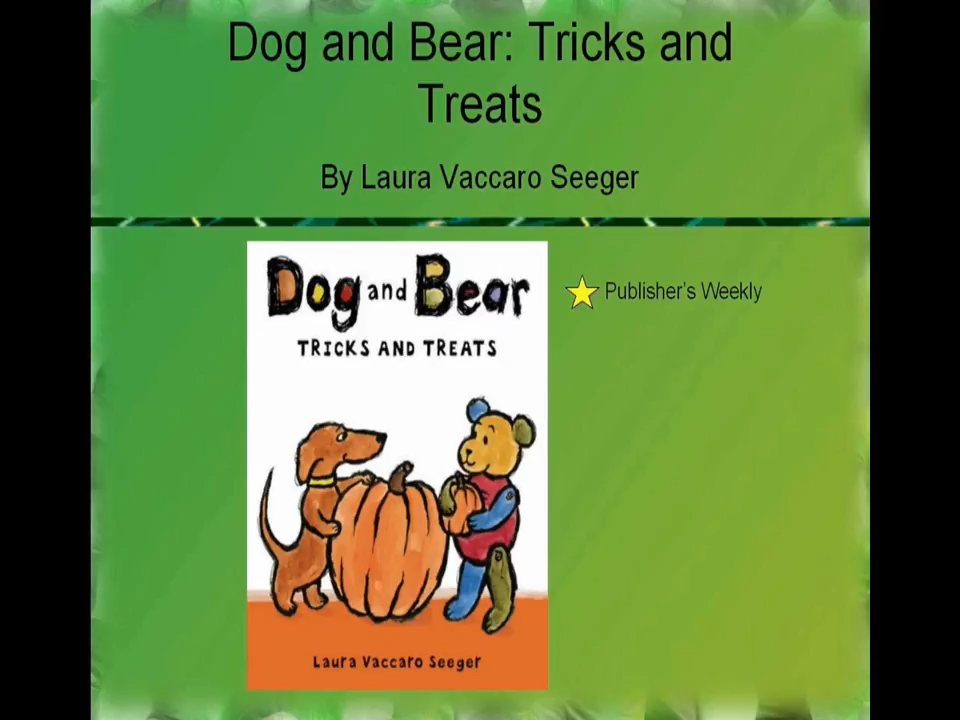 Dog and Bear: Tricks and
Treats
By Laura Vaccaro Seeger
Dog and Bear
TRICKS AND TREATS
Laura Vaccaro Seeger
Publisher's Weekly